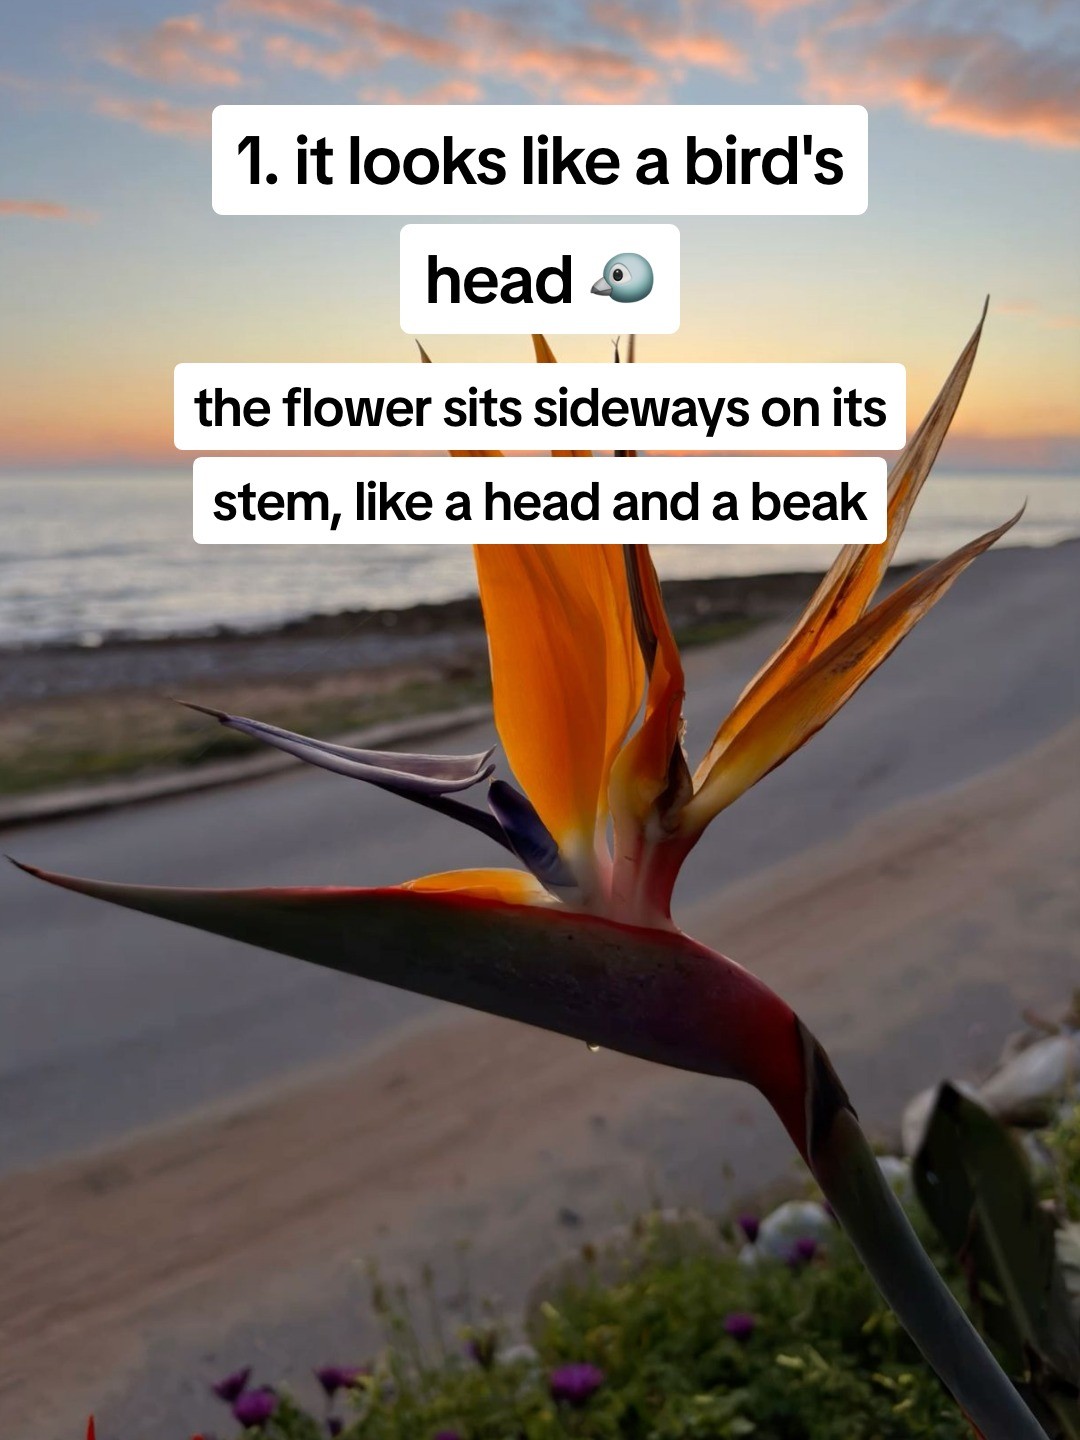 1. it looks like a bird's
head 🐦
the flower sits sideways on its
stem, like a head and a beak